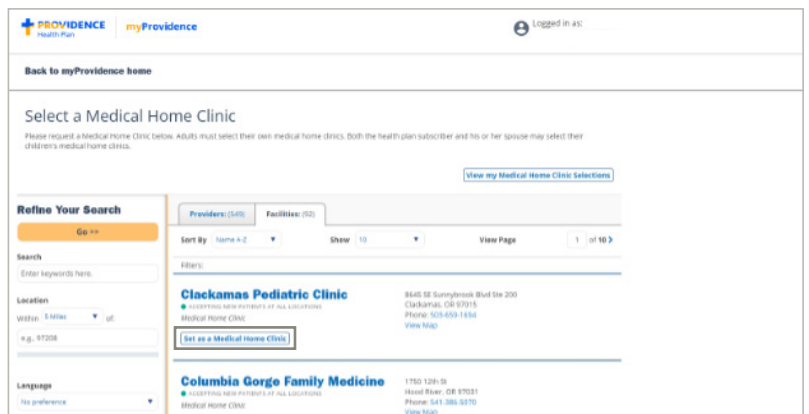 PROVIDENCE
Health Plan
myProvidence
Logged in as:
Back to myProvidence home
Select a Medical Home Clinic
Please request a Medical Home Clinic below. Adults must select their own medical home clinics. Both the health plan subscriber and his or her spouse may select their
children's medical home clinics.
View my Medical Home Clinic Selections
Refine Your Search
Go >>
Search
Enter keywords here.
Location
Within 5 Miles of:
e.g., 97208
Language
No preference
Providers: (549) Facilities: (92)
Sort By Name A-Z Show 10 View Page 1 of 10
Filters:
Clackamas Pediatric Clinic
ACCEPTING NEW PATIENTS AT ALL LOCATIONS
Medical Home Clinic
Set as a Medical Home Clinic
8645 SE Sunnybrook Blvd Ste 200
Clackamas, OR 97015
Phone: 503-659-1694
View Map
Columbia Gorge Family Medicine
ACCEPTING NEW PATIENTS AT ALL LOCATIONS
Medical Home Clinic
1750 12th St
Hood River, OR 97031
Phone: 541-386-5070
View Map